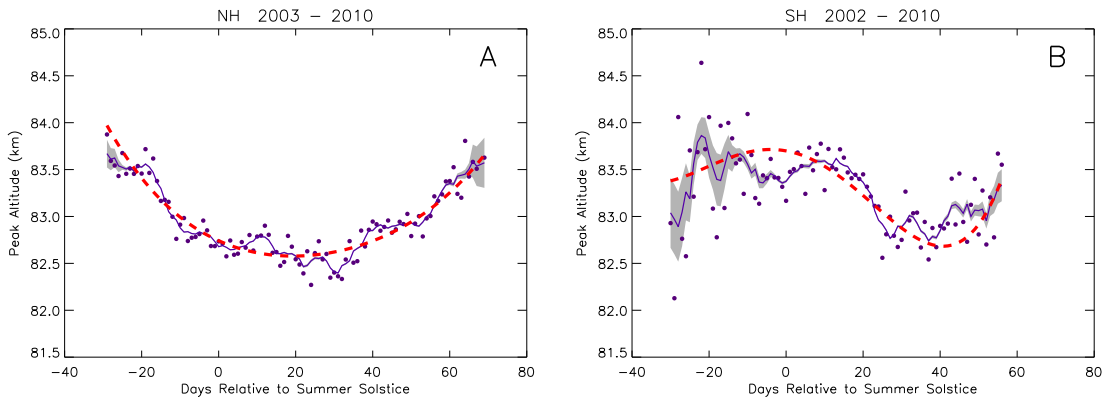 NH 2003 – 2010
A
85.0
84.5
84.0
83.5
83.0
82.5
82.0
81.5
Peak Altitude (km)
−40 −20 0 20 40 60 80
Days Relative to Summer Solstice
SH 2002 – 2010
B
85.0
84.5
84.0
83.5
83.0
82.5
82.0
81.5
Peak Altitude (km)
−40 −20 0 20 40 60 80
Days Relative to Summer Solstice